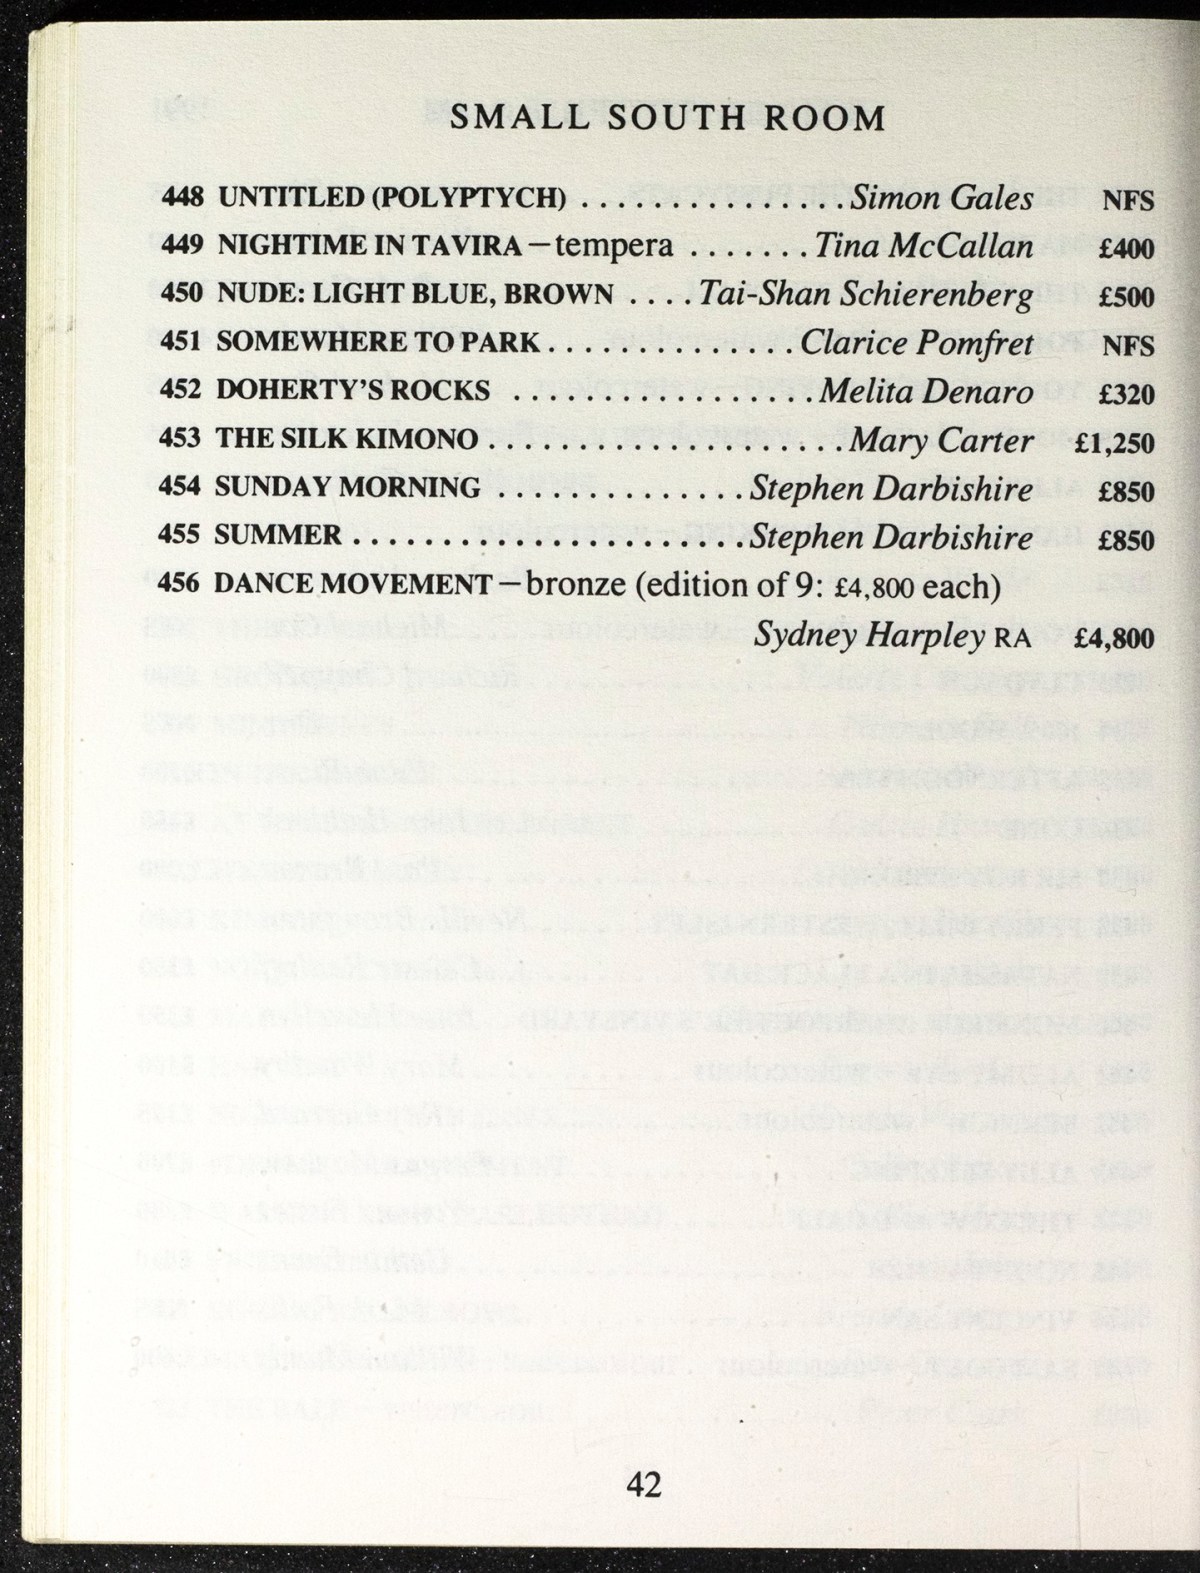 SMALL SOUTH ROOM
448 UNTITLED (POLYPTYCH) ................ Simon Gales NFS
449 NIGHTIME IN TAVIRA – tempera ....... Tina McCallan £400
450 NUDE: LIGHT BLUE, BROWN .... Tai-Shan Schierenberg £500
451 SOMEWHERE TO PARK ............... Clarice Pomfret NFS
452 DOHERTY'S ROCKS .................. Melita Denaro £320
453 THE SILK KIMONO ..................... Mary Carter £1,250
454 SUNDAY MORNING ............... Stephen Darbishire £850
455 SUMMER ........................ Stephen Darbishire £850
456 DANCE MOVEMENT – bronze (edition of 9: £4,800 each)
Sydney Harpley RA £4,800
42